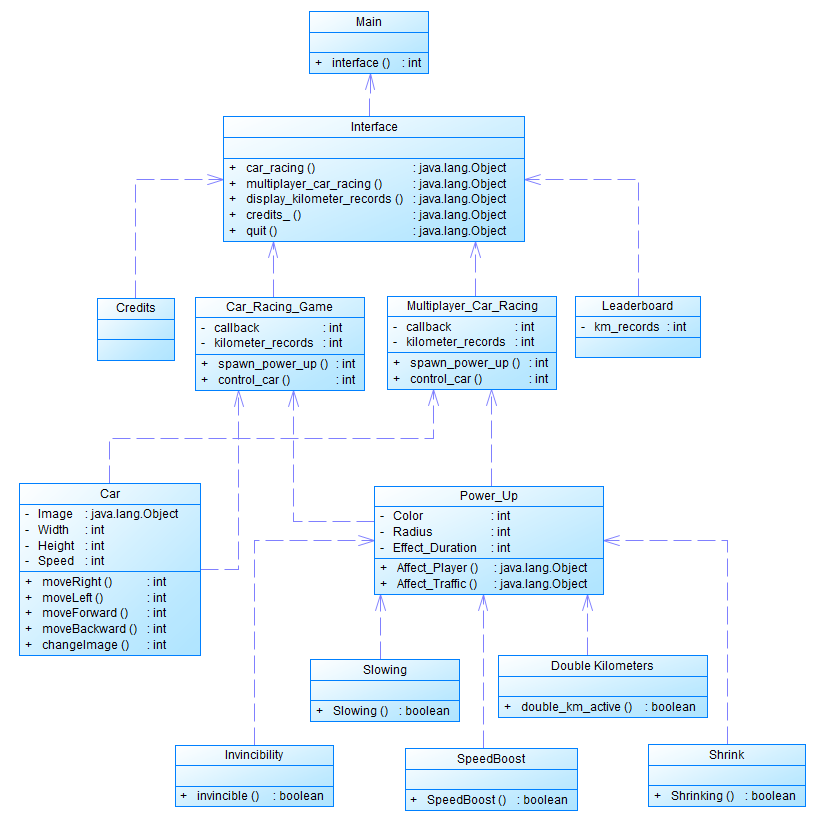 Main
+ interface () : int
Interface
+ car_racing () : java.lang.Object
+ multiplayer_car_racing () : java.lang.Object
+ display_kilometer_records () : java.lang.Object
+ credits_ () : java.lang.Object
+ quit () : java.lang.Object
Credits
Car_Racing_Game
- callback : int
- kilometer_records : int
+ spawn_power_up () : int
+ control_car () : int
Multiplayer_Car_Racing
- callback : int
- kilometer_records : int
+ spawn_power_up () : int
+ control_car () : int
Leaderboard
- km_records : int
Car
- Image : java.lang.Object
- Width : int
- Height : int
- Speed : int
+ moveRight () : int
+ moveLeft () : int
+ moveForward () : int
+ moveBackward () : int
+ changeImage () : int
Power_Up
- Color : int
- Radius : int
- Effect_Duration : int
+ Affect_Player () : java.lang.Object
+ Affect_Traffic () : java.lang.Object
Slowing
+ Slowing () : boolean
Double Kilometers
+ double_km_active () : boolean
Invincibility
+ invincible () : boolean
SpeedBoost
+ SpeedBoost () : boolean
Shrink
+ Shrinking () : boolean